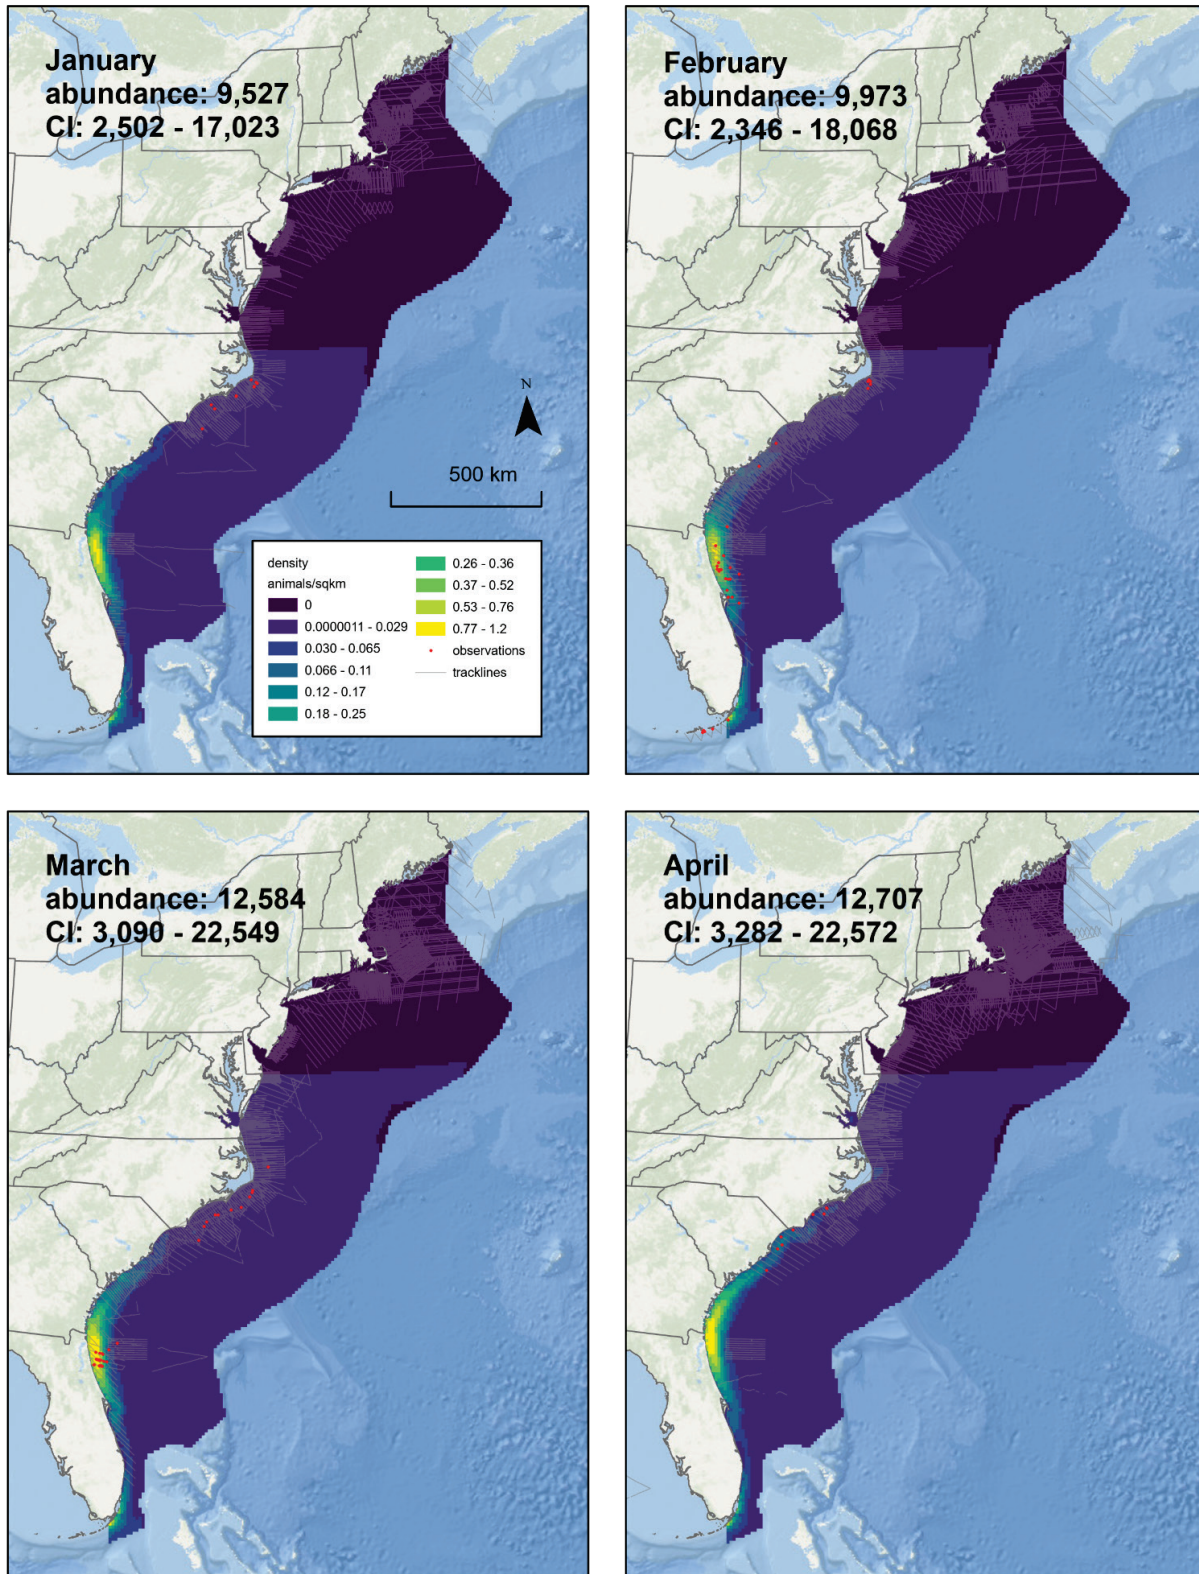 January
abundance: 9,527
CI: 2,502 - 17,023
N
500 km
density
animals/sqkm
0
0.0000011 - 0.029
0.030 - 0.065
0.066 - 0.11
0.12 - 0.17
0.18 - 0.25
0.26 - 0.36
0.37 - 0.52
0.53 - 0.76
0.77 - 1.2
observations
tracklines
February
abundance: 9,973
CI: 2,346 - 18,068
March
abundance: 12,584
CI: 3,090 - 22,549
April
abundance: 12,707
CI: 3,282 - 22,572